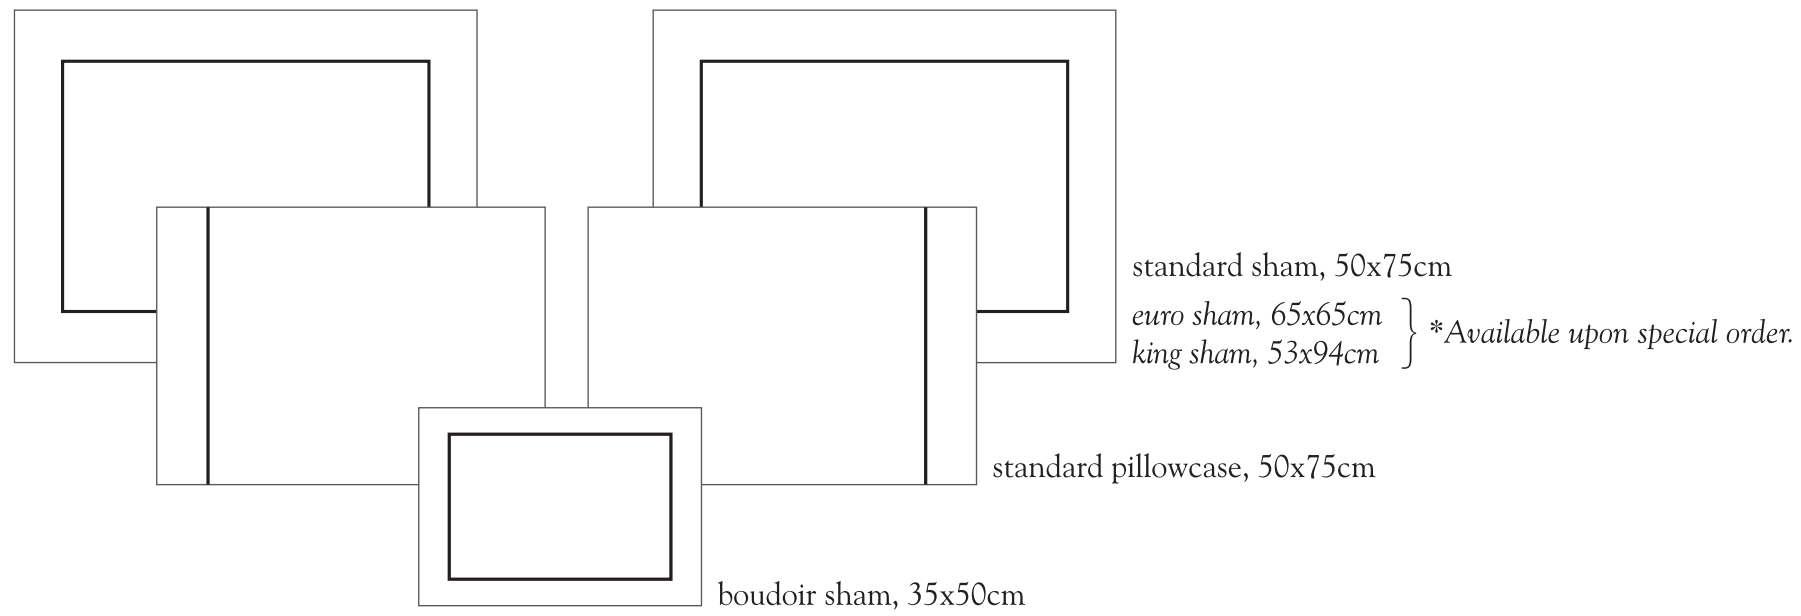 standard sham, 50x75cm
euro sham, 65x65cm
king sham, 53x94cm
*Available upon special order.
standard pillowcase, 50x75cm
boudoir sham, 35x50cm